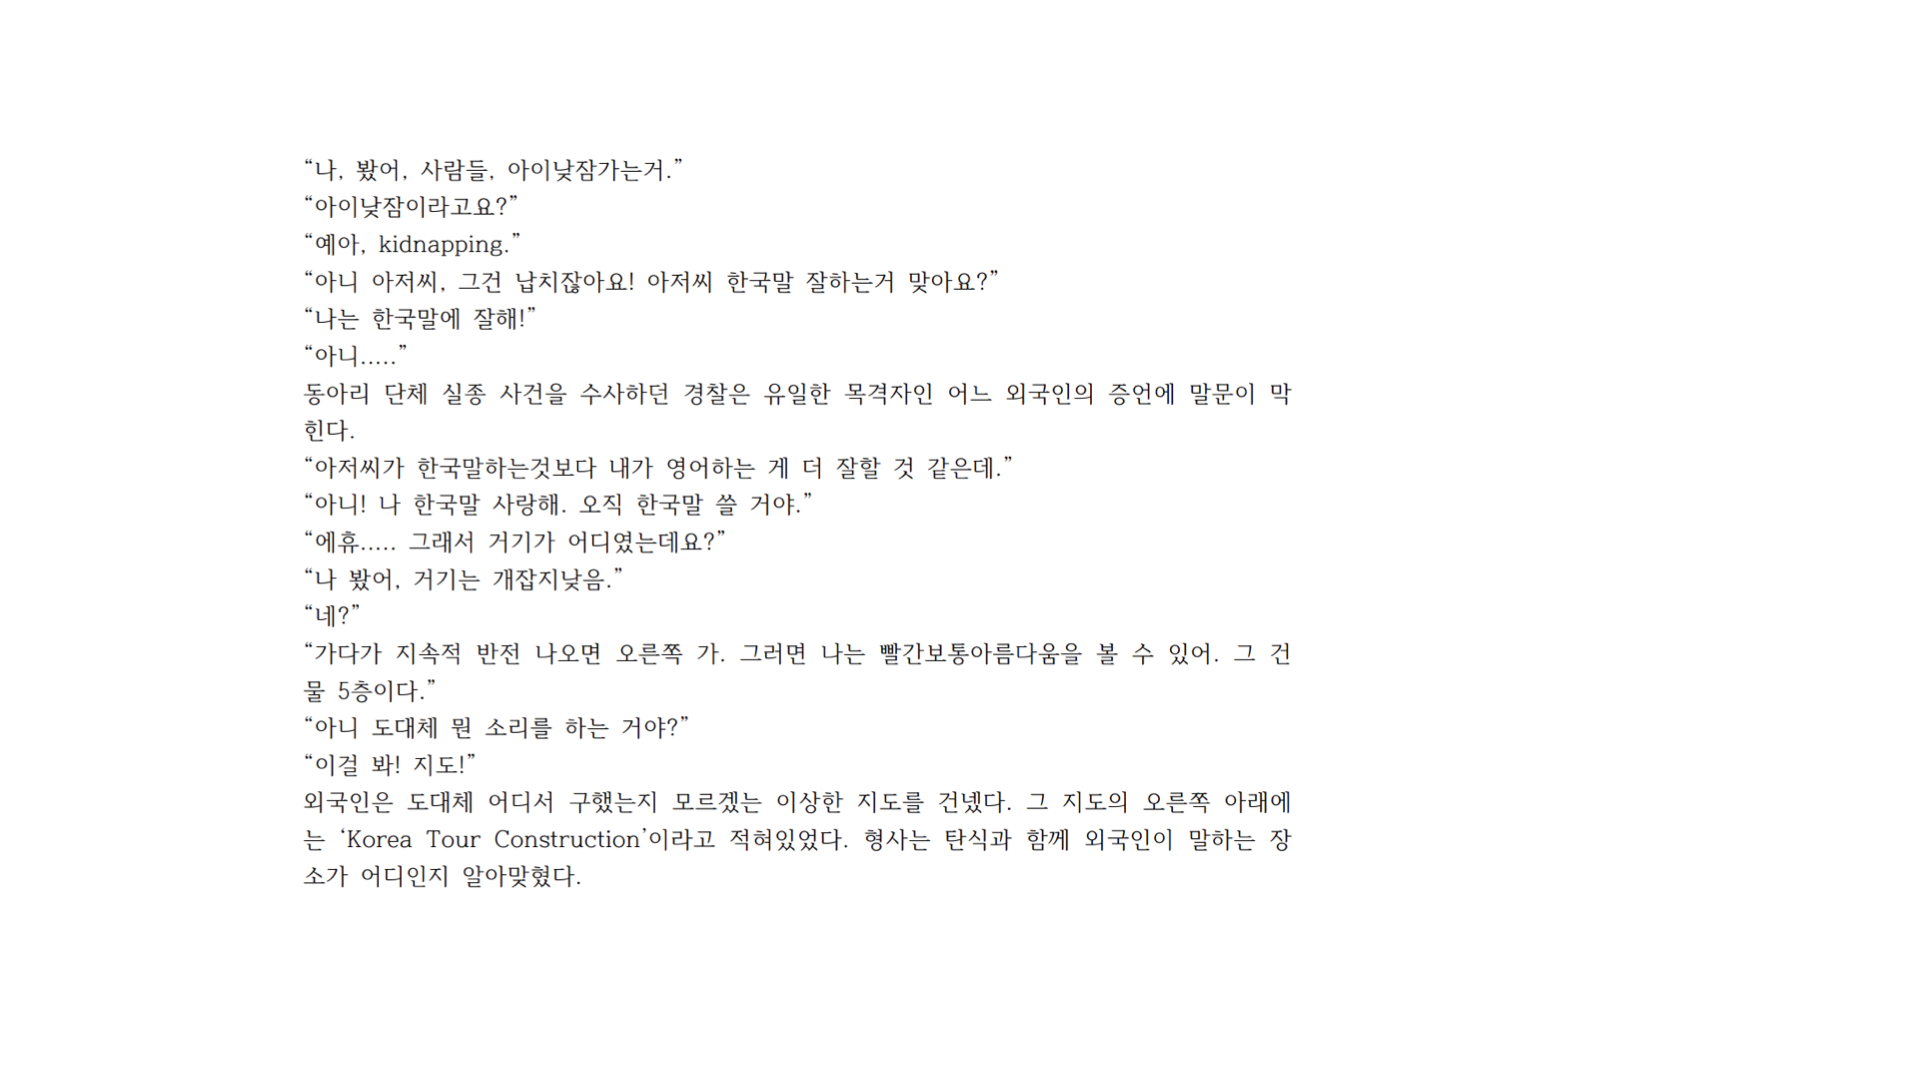 “나, 봤어, 사람들, 아이낮잠가는거.”
“아이낮잠이라고요?”
“예아, kidnapping.”
“아니 아저씨, 그건 납치잖아요! 아저씨 한국말 잘하는거 맞아요?”
“나는 한국말에 잘해!”
“아니.....”
동아리 단체 실종 사건을 수사하던 경찰은 유일한 목격자인 어느 외국인의 증언에 말문이 막
힌다.
“아저씨가 한국말하는것보다 내가 영어하는 게 더 잘할 것 같은데.”
“아니! 나 한국말 사랑해. 오직 한국말 쓸 거야.”
“에휴..... 그래서 거기가 어디였는데요?”
“나 봤어, 거기는 개잡지낮음.”
“네?”
“가다가 지속적 반전 나오면 오른쪽 가. 그러면 나는 빨간보통아름다움을 볼 수 있어. 그 건
물 5층이다.”
“아니 도대체 뭔 소리를 하는 거야?”
“이걸 봐! 지도!”
외국인은 도대체 어디서 구했는지 모르겠는 이상한 지도를 건넸다. 그 지도의 오른쪽 아래에
는 ‘Korea Tour Construction’이라고 적혀있었다. 형사는 탄식과 함께 외국인이 말하는 장
소가 어디인지 알아맞혔다.